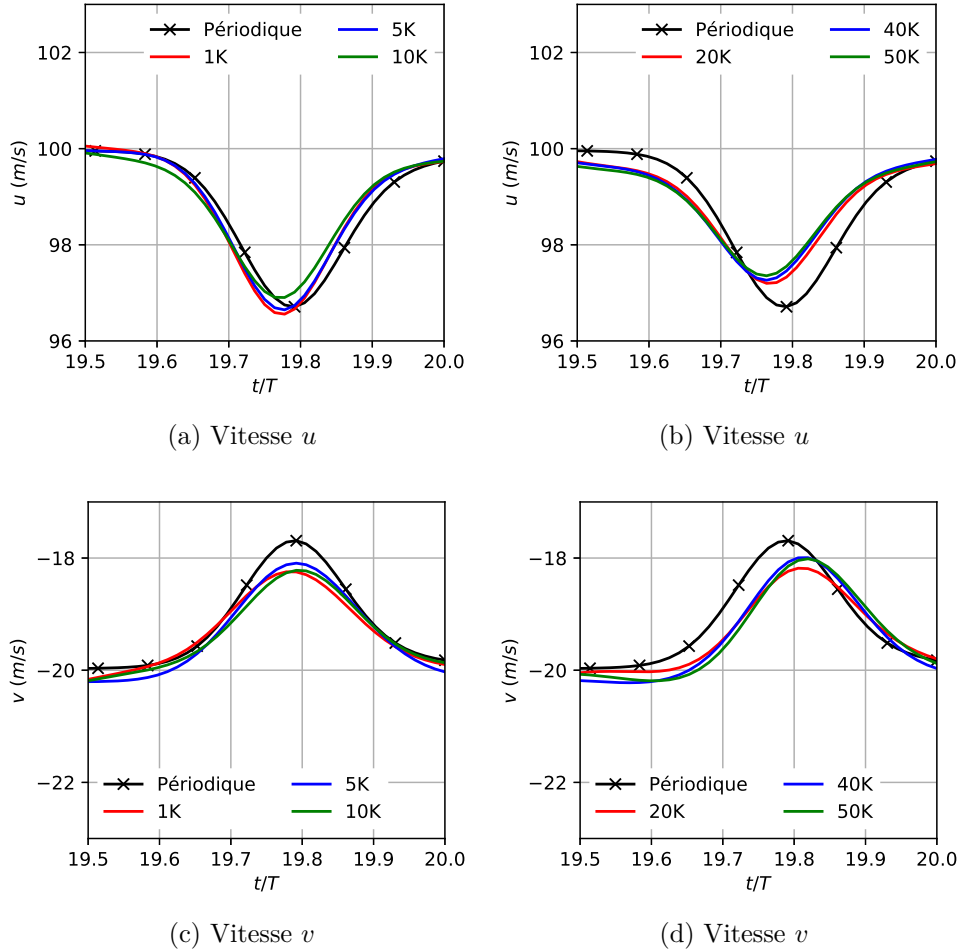 Périodique
1K
5K
10K
102
100
98
96
u (m/s)
19.5 19.6 19.7 19.8 19.9 20.0
t/T
(a) Vitesse u
Périodique
20K
40K
50K
102
100
98
96
u (m/s)
19.5 19.6 19.7 19.8 19.9 20.0
t/T
(b) Vitesse u
−18
−20
−22
v (m/s)
Périodique
1K
5K
10K
19.5 19.6 19.7 19.8 19.9 20.0
t/T
(c) Vitesse v
−18
−20
−22
v (m/s)
Périodique
20K
40K
50K
19.5 19.6 19.7 19.8 19.9 20.0
t/T
(d) Vitesse v